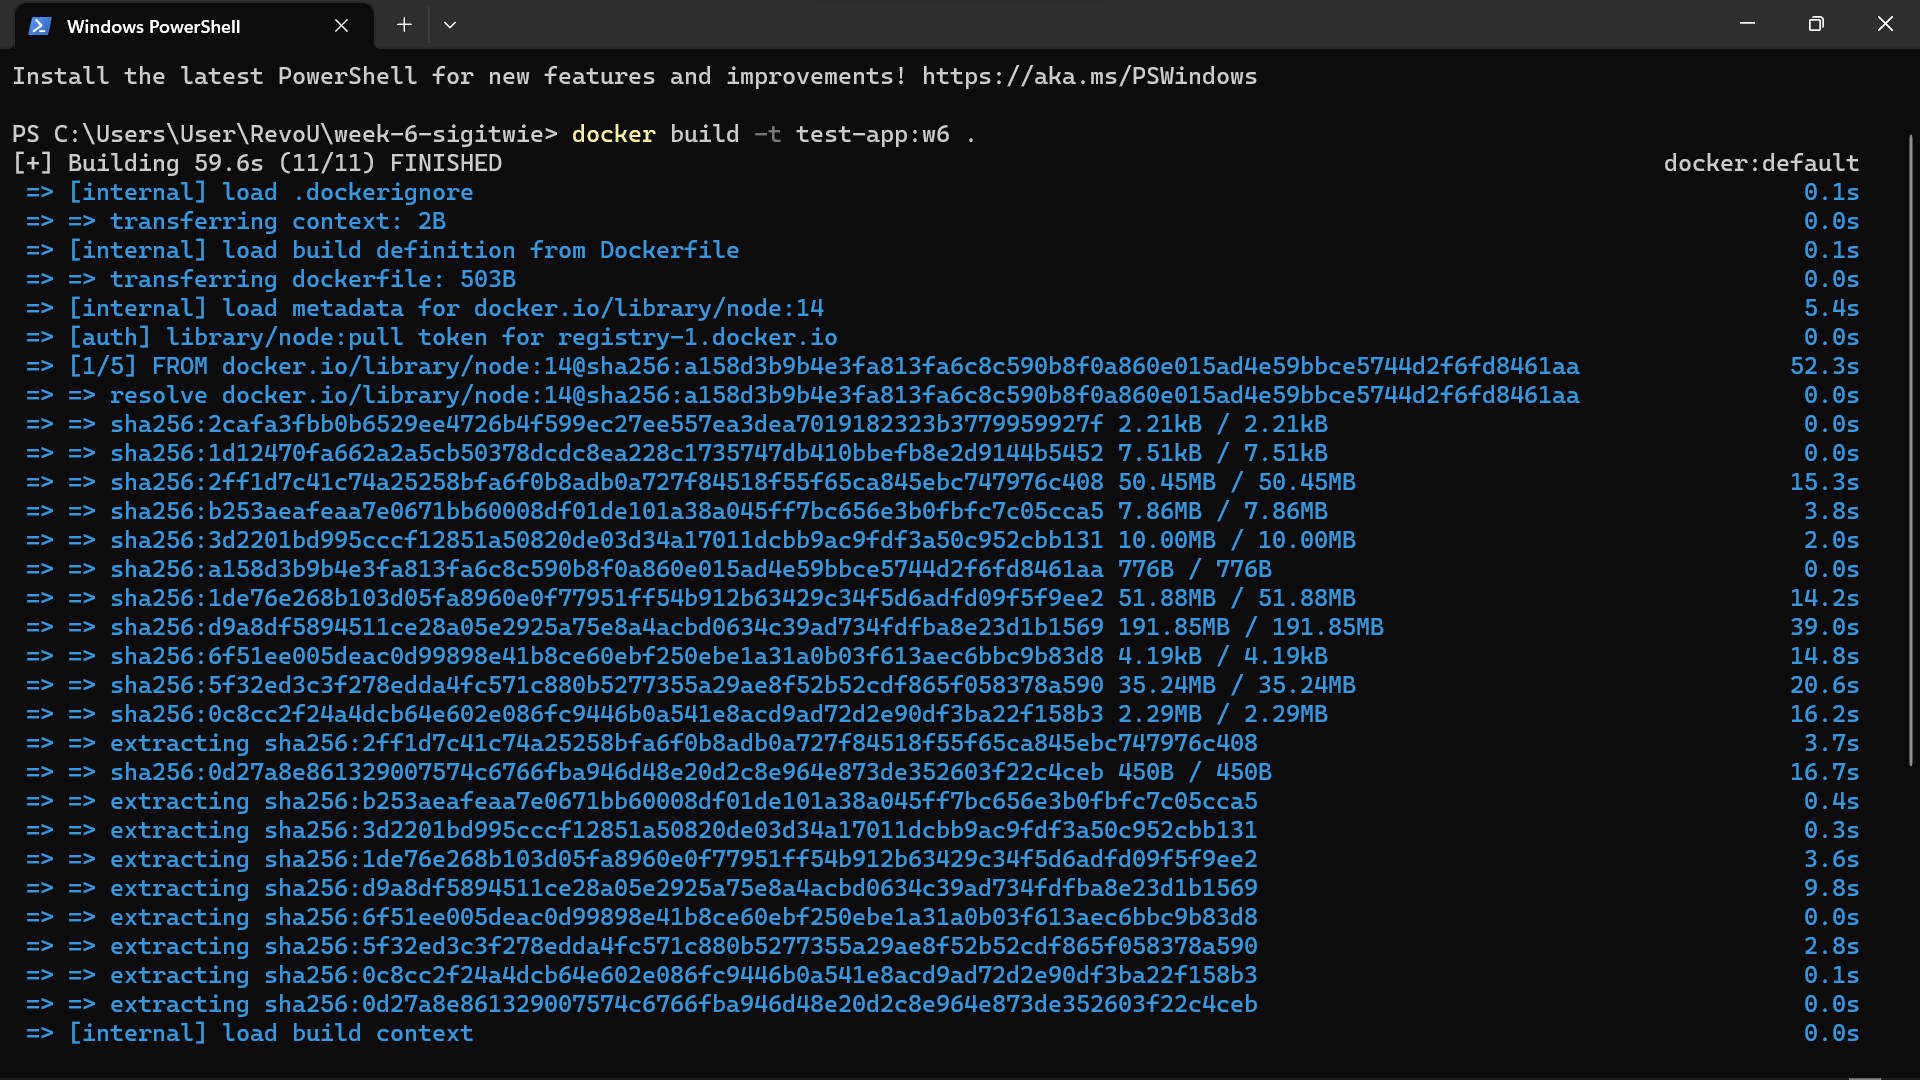 Windows PowerShell
Install the latest PowerShell for new features and improvements! https://aka.ms/PSWindows
PS C:\Users\User\RevoU\week-6-sigitwie> docker build -t test-app:w6 .
[+] Building 59.6s (11/11) FINISHED docker:default
=> [internal] load .dockerignore 0.1s
=> => transferring context: 2B 0.0s
=> [internal] load build definition from Dockerfile 0.1s
=> => transferring dockerfile: 503B 0.0s
=> [internal] load metadata for docker.io/library/node:14 5.4s
=> [auth] library/node:pull token for registry-1.docker.io 0.0s
=> [1/5] FROM docker.io/library/node:14@sha256:a158d3b9b4e3fa813fa6c8c590b8f0a860e015ad4e59bbce5744d2f6fd8461aa 52.3s
=> => resolve docker.io/library/node:14@sha256:a158d3b9b4e3fa813fa6c8c590b8f0a860e015ad4e59bbce5744d2f6fd8461aa 0.0s
=> => sha256:2cafa3fbb0b6529ee4726b4f599ec27ee557ea3dea7019182323b3779959927f 2.21kB / 2.21kB 0.0s
=> => sha256:1d12470fa662a2a5cb50378dcdc8ea228c1735747db410bbefb8e2d9144b5452 7.51kB / 7.51kB 0.0s
=> => sha256:2ff1d7c41c74a25258bfa6f0b8adb0a727f84518f55f65ca845ebc747976c408 50.45MB / 50.45MB 15.3s
=> => sha256:b253aeafeaa7e0671bb60008df01de101a38a045ff7bc656e3b0fbfc7c05cca5 7.86MB / 7.86MB 3.8s
=> => sha256:3d2201bd995cccf12851a50820de03d34a17011dcbb9ac9fdf3a50c952cbb131 10.00MB / 10.00MB 2.0s
=> => sha256:a158d3b9b4e3fa813fa6c8c590b8f0a860e015ad4e59bbce5744d2f6fd8461aa 776B / 776B 0.0s
=> => sha256:1de76e268b103d05fa8960e0f77951ff54b912b63429c34f5d6adfd09f5f9ee2 51.88MB / 51.88MB 14.2s
=> => sha256:d9a8df5894511ce28a05e2925a75e8a4acbd0634c39ad734fdfba8e23d1b1569 191.85MB / 191.85MB 39.0s
=> => sha256:6f51ee005deac0d99898e41b8ce60ebf250ebe1a31a0b03f613aec6bbc9b83d8 4.19kB / 4.19kB 14.8s
=> => sha256:5f32ed3c3f278edda4fc571c880b5277355a29ae8f52b52cdf865f058378a590 35.24MB / 35.24MB 20.6s
=> => sha256:0c8cc2f24a4dcb64e602e086fc9446b0a541e8acd9ad72d2e90df3ba22f158b3 2.29MB / 2.29MB 16.2s
=> => extracting sha256:2ff1d7c41c74a25258bfa6f0b8adb0a727f84518f55f65ca845ebc747976c408 3.7s
=> => sha256:0d27a8e861329007574c6766fba946d48e20d2c8e964e873de352603f22c4ceb 450B / 450B 16.7s
=> => extracting sha256:b253aeafeaa7e0671bb60008df01de101a38a045ff7bc656e3b0fbfc7c05cca5 0.4s
=> => extracting sha256:3d2201bd995cccf12851a50820de03d34a17011dcbb9ac9fdf3a50c952cbb131 0.3s
=> => extracting sha256:1de76e268b103d05fa8960e0f77951ff54b912b63429c34f5d6adfd09f5f9ee2 3.6s
=> => extracting sha256:d9a8df5894511ce28a05e2925a75e8a4acbd0634c39ad734fdfba8e23d1b1569 9.8s
=> => extracting sha256:6f51ee005deac0d99898e41b8ce60ebf250ebe1a31a0b03f613aec6bbc9b83d8 0.0s
=> => extracting sha256:5f32ed3c3f278edda4fc571c880b5277355a29ae8f52b52cdf865f058378a590 2.8s
=> => extracting sha256:0c8cc2f24a4dcb64e602e086fc9446b0a541e8acd9ad72d2e90df3ba22f158b3 0.1s
=> => extracting sha256:0d27a8e861329007574c6766fba946d48e20d2c8e964e873de352603f22c4ceb 0.0s
=> [internal] load build context 0.0s